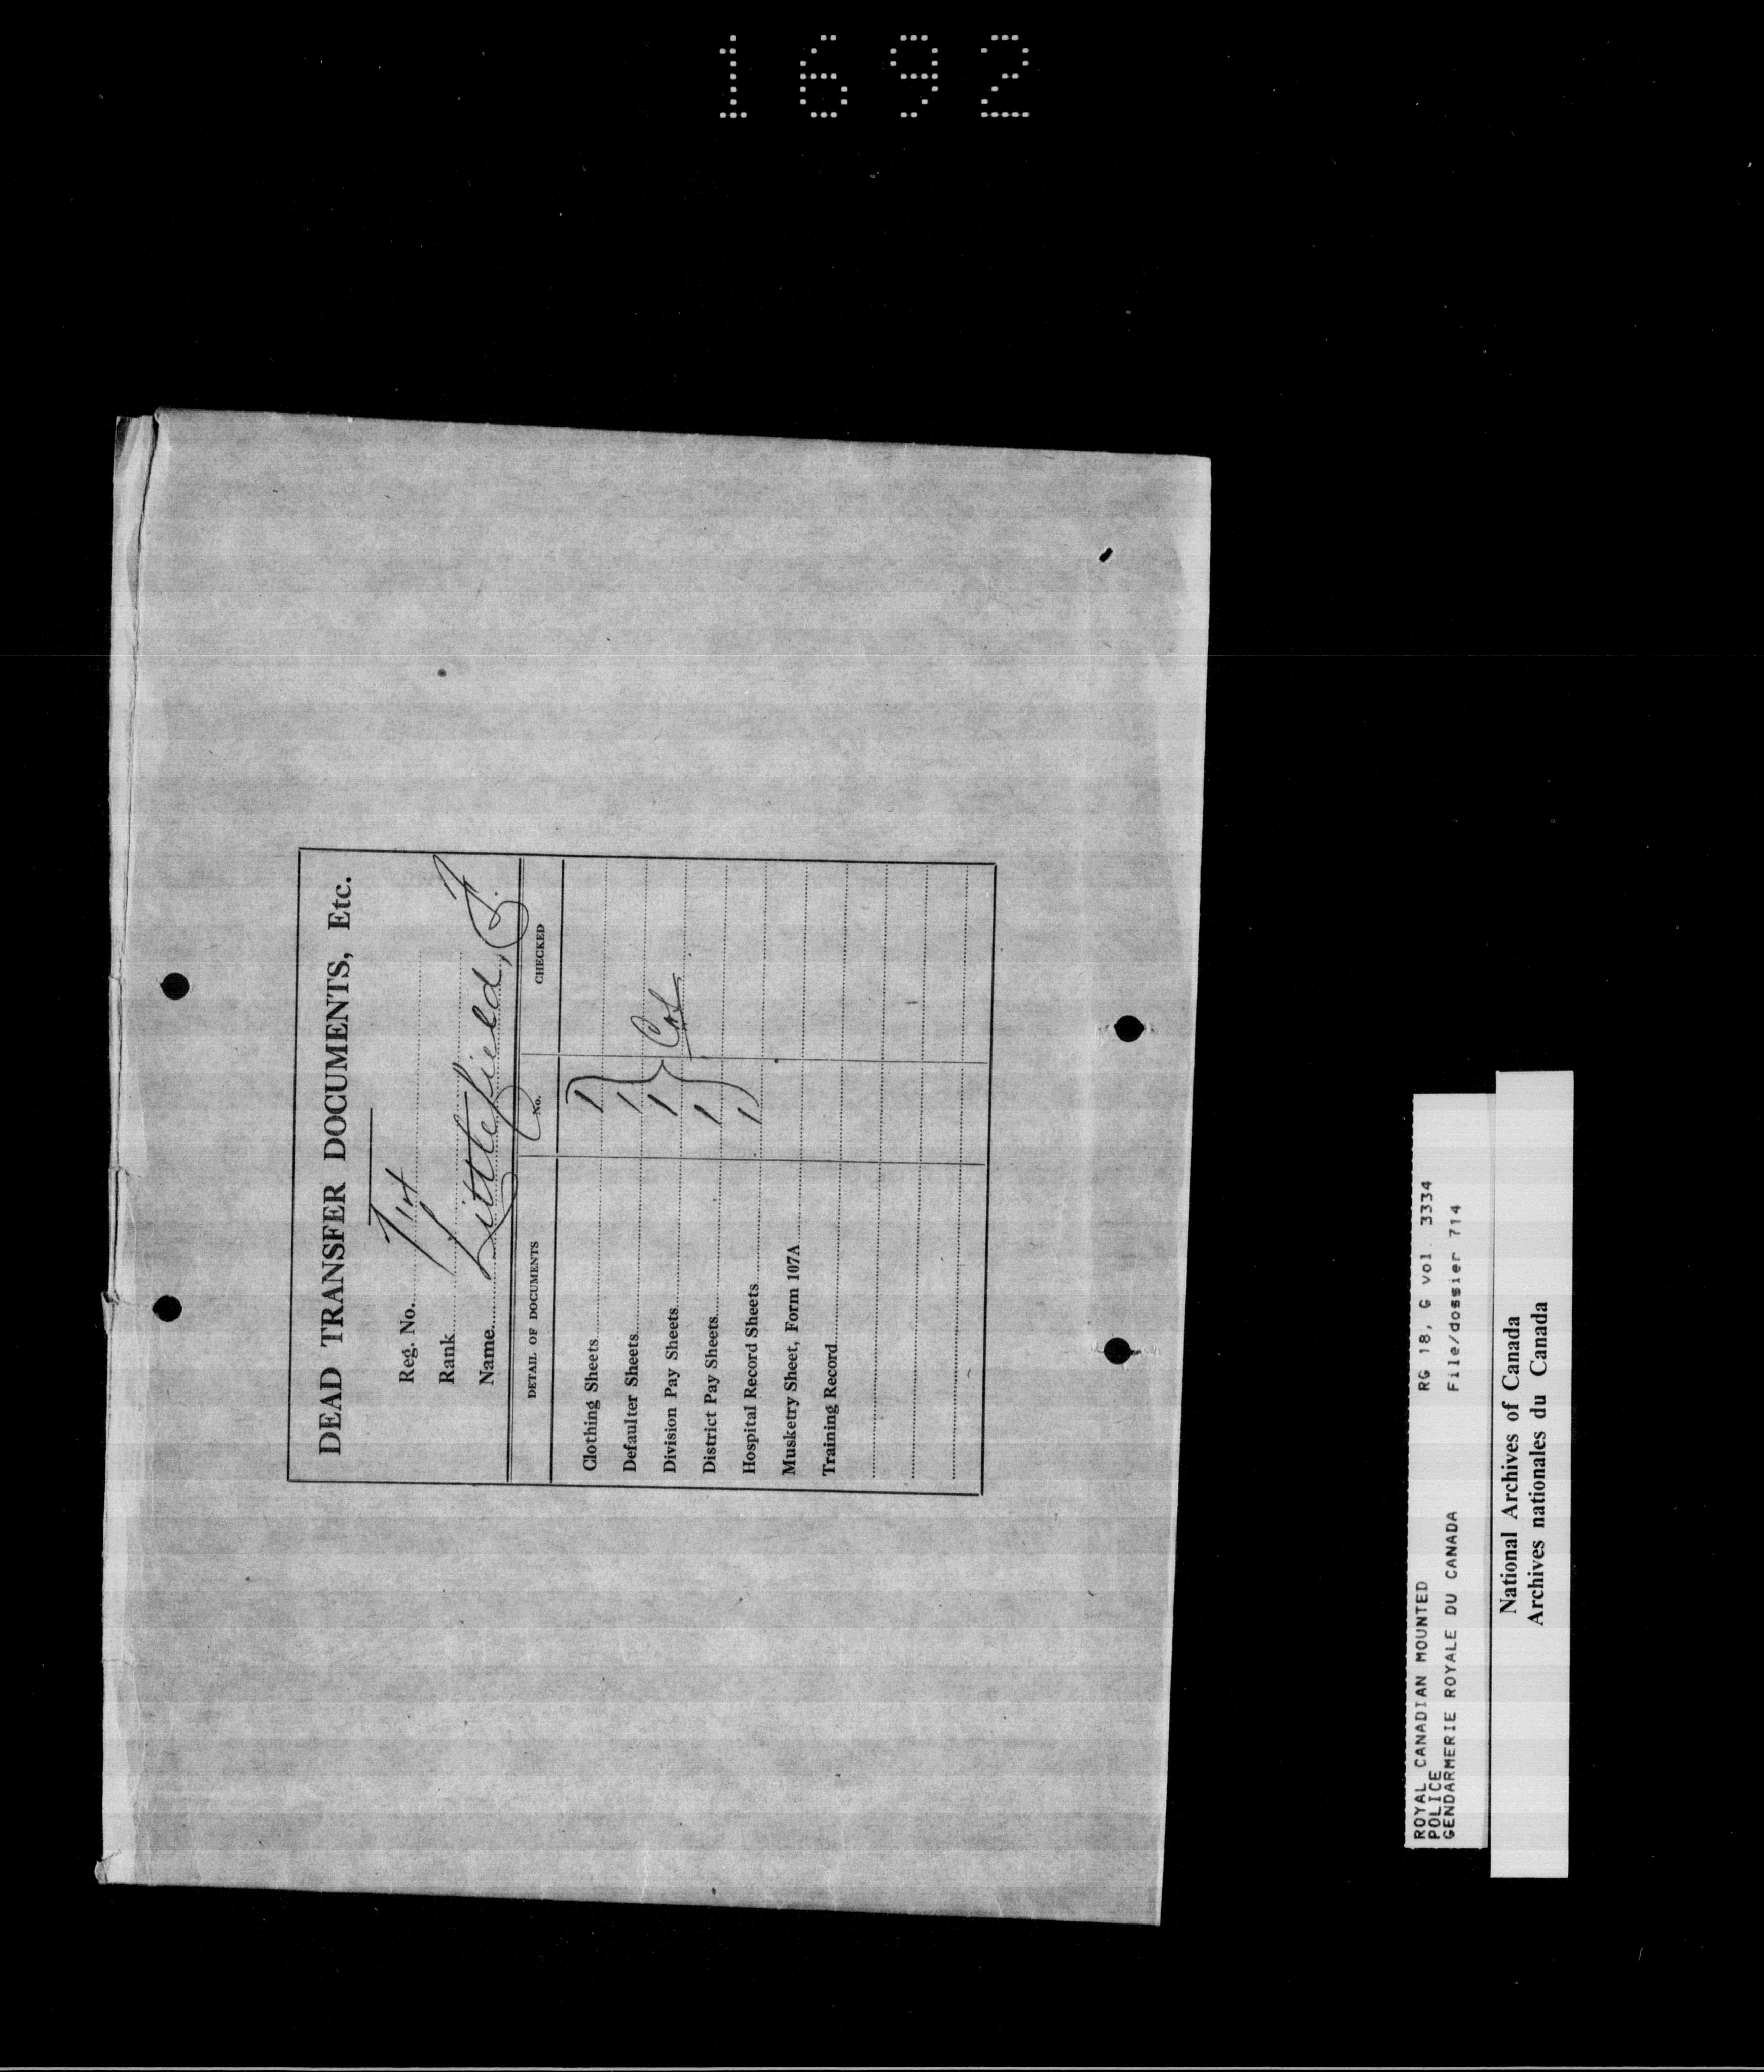 1692
DEAD TRANSFER DOCUMENTS, Etc.
Reg. No. 714
Rank
Name Littlefield, F.
DETAIL OF DOCUMENTS No. CHECKED
Clothing Sheets 1
Defaulter Sheets 1
Division Pay Sheets 1
District Pay Sheets 1
Hospital Record Sheets 1
Musketry Sheet, Form 107A
Training Record
ROYAL CANADIAN MOUNTED RG 18, G vol. 3334
POLICE
GENDARMERIE ROYALE DU CANADA File/dossier 714
National Archives of Canada
Archives nationales du Canada